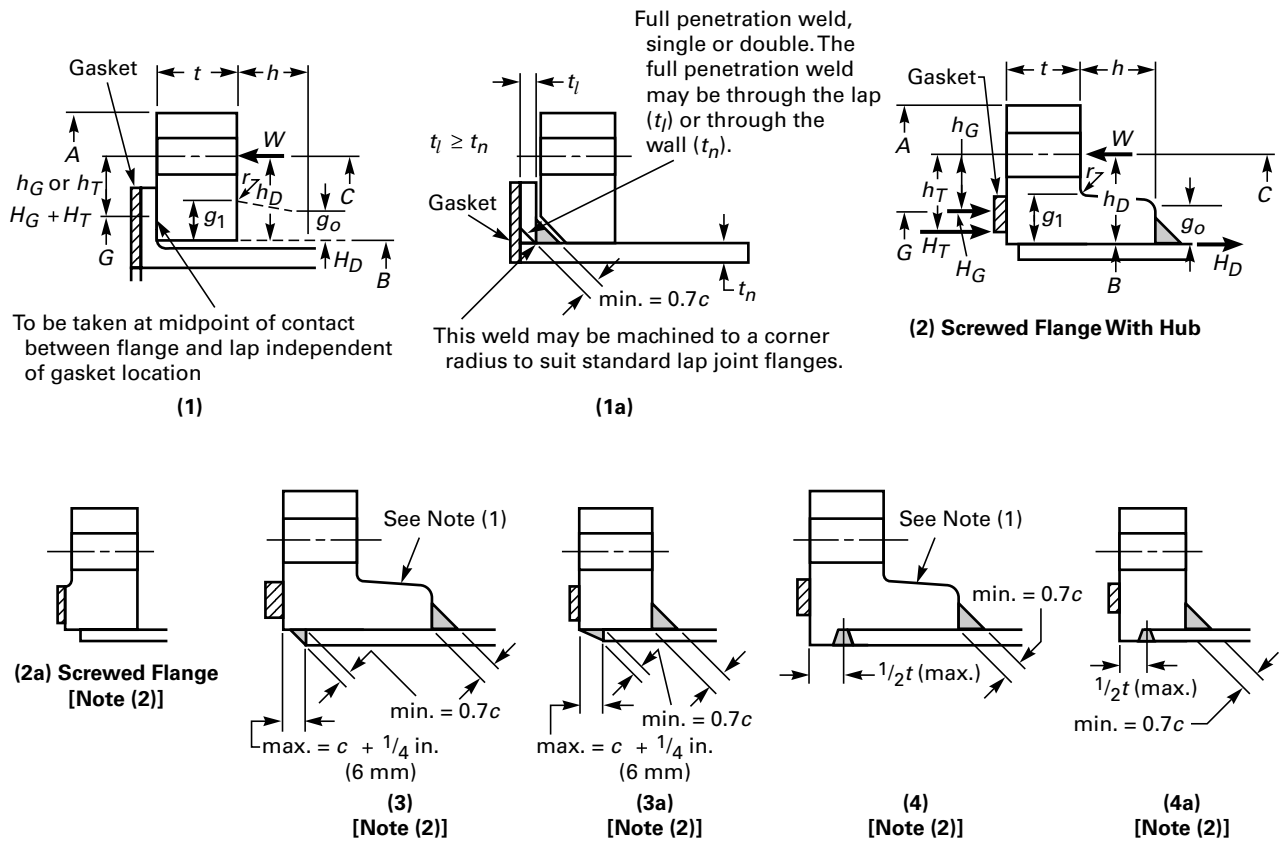 Gasket
t
h
A
W
h_G or h_T
r
h_D
C
H_G + H_T
g_1
g_o
G
H_D
B
To be taken at midpoint of contact
between flange and lap independent
of gasket location
(1)
Full penetration weld,
single or double. The
full penetration weld
may be through the lap
(t_l) or through the
wall (t_n).
t_l
t_l ≥ t_n
Gasket
t_n
min. = 0.7c
This weld may be machined to a corner
radius to suit standard lap joint flanges.
(1a)
Gasket
t
h
A
h_G
W
h_T
r
C
g_1
h_D
g_o
G
H_T
H_G
B
H_D
(2) Screwed Flange With Hub
(2a) Screwed Flange
[Note (2)]
See Note (1)
min. = 0.7c
max. = c + 1/4 in.
(6 mm)
(3)
[Note (2)]
min. = 0.7c
max. = c + 1/4 in.
(6 mm)
(3a)
[Note (2)]
See Note (1)
min. = 0.7c
1/2t (max.)
(4)
[Note (2)]
1/2t (max.)
min. = 0.7c
(4a)
[Note (2)]